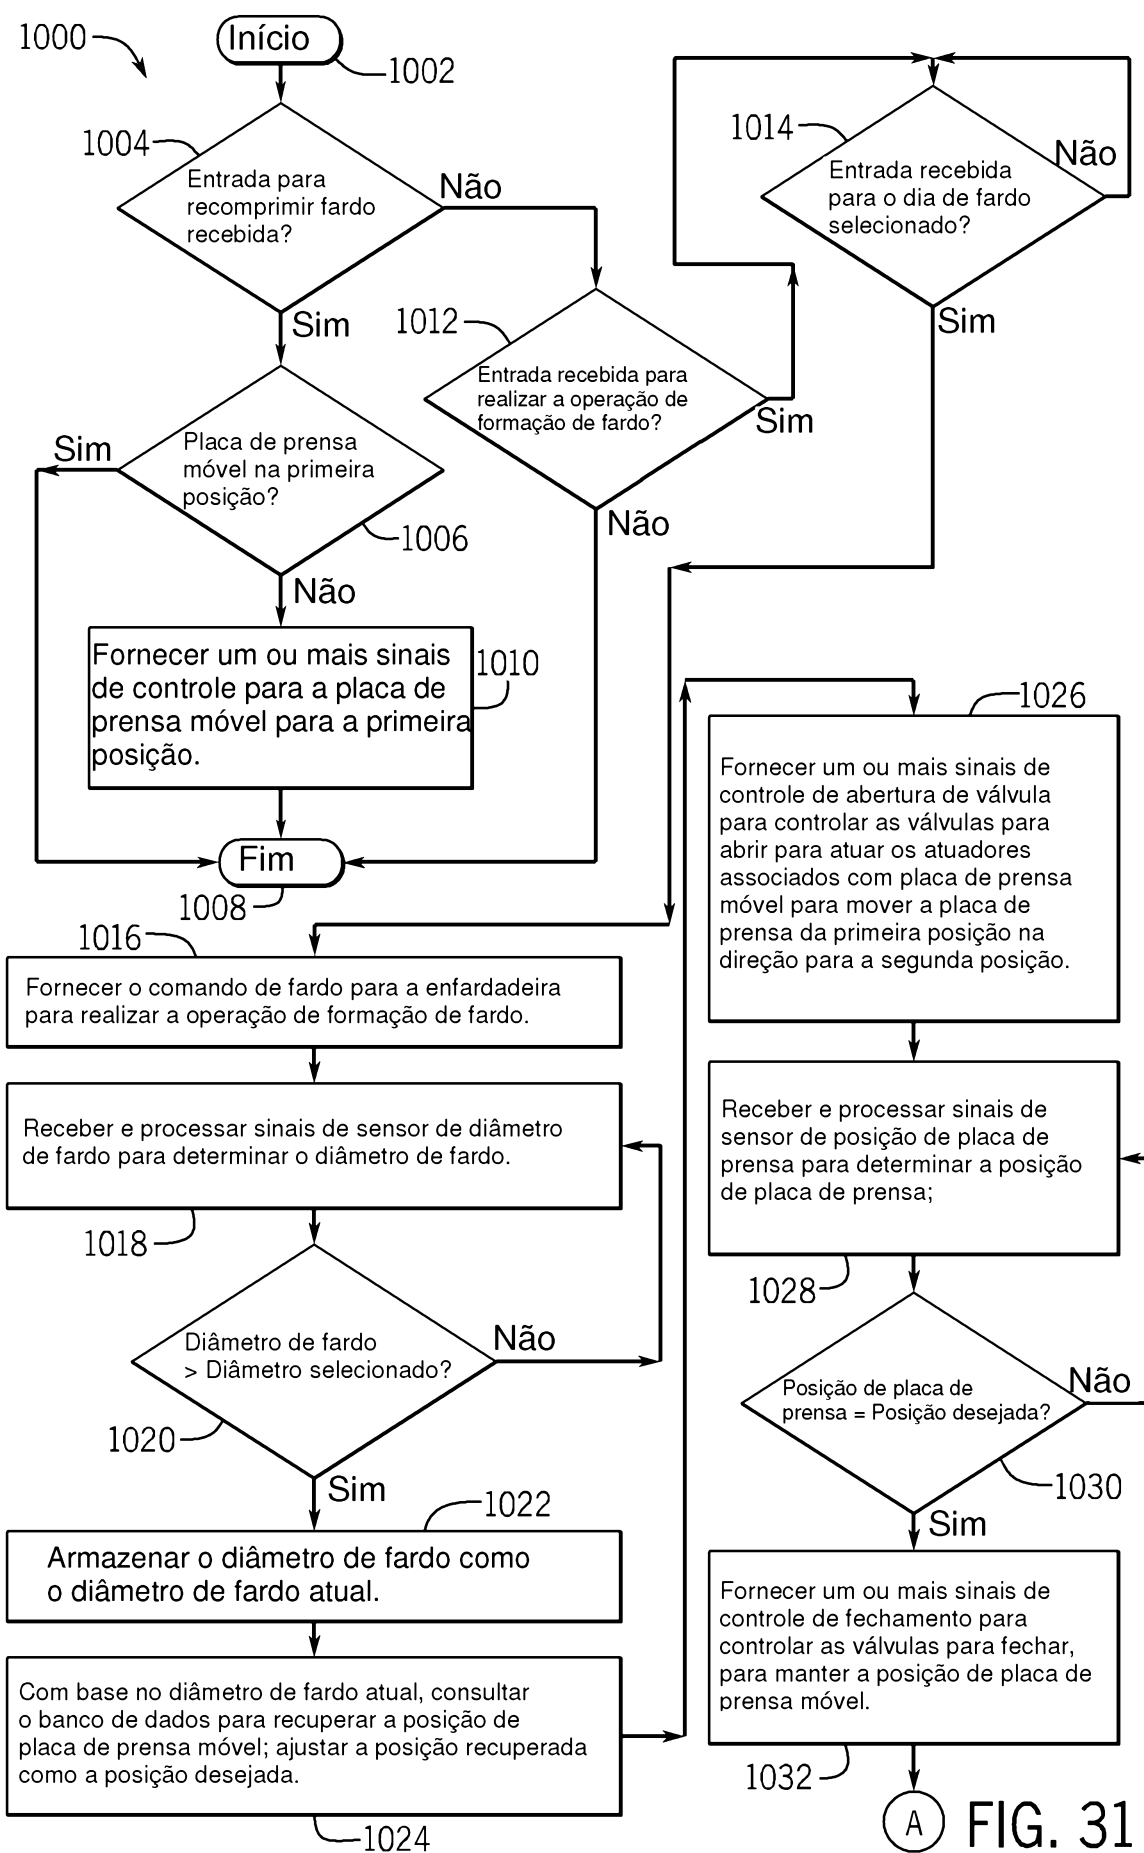 1000
Início
1002
1004
Entrada para
recomprimir fardo
recebida?
Não
Sim
1014
Entrada recebida
para o dia de fardo
selecionado?
Não
Sim
1012
Entrada recebida para
realizar a operação de
formação de fardo?
Sim
Não
Sim
Placa de prensa
móvel na primeira
posição?
1006
Não
Fornecer um ou mais sinais
de controle para a placa de
prensa móvel para a primeira
posição.
1010
Fim
1008
1016
Fornecer o comando de fardo para a enfardadeira
para realizar a operação de formação de fardo.
Receber e processar sinais de sensor de diâmetro
de fardo para determinar o diâmetro de fardo.
1018
Diâmetro de fardo
> Diâmetro selecionado?
Não
1020
Sim
1022
Armazenar o diâmetro de fardo como
o diâmetro de fardo atual.
Com base no diâmetro de fardo atual, consultar
o banco de dados para recuperar a posição de
placa de prensa móvel; ajustar a posição recuperada
como a posição desejada.
1024
1026
Fornecer um ou mais sinais de
controle de abertura de válvula
para controlar as válvulas para
abrir para atuar os atuadores
associados com placa de prensa
móvel para mover a placa de
prensa da primeira posição na
direção para a segunda posição.
Receber e processar sinais de
sensor de posição de placa de
prensa para determinar a posição
de placa de prensa;
1028
Posição de placa de
prensa = Posição desejada?
Não
1030
Sim
Fornecer um ou mais sinais de
controle de fechamento para
controlar as válvulas para fechar,
para manter a posição de placa de
prensa móvel.
1032
A
FIG. 31